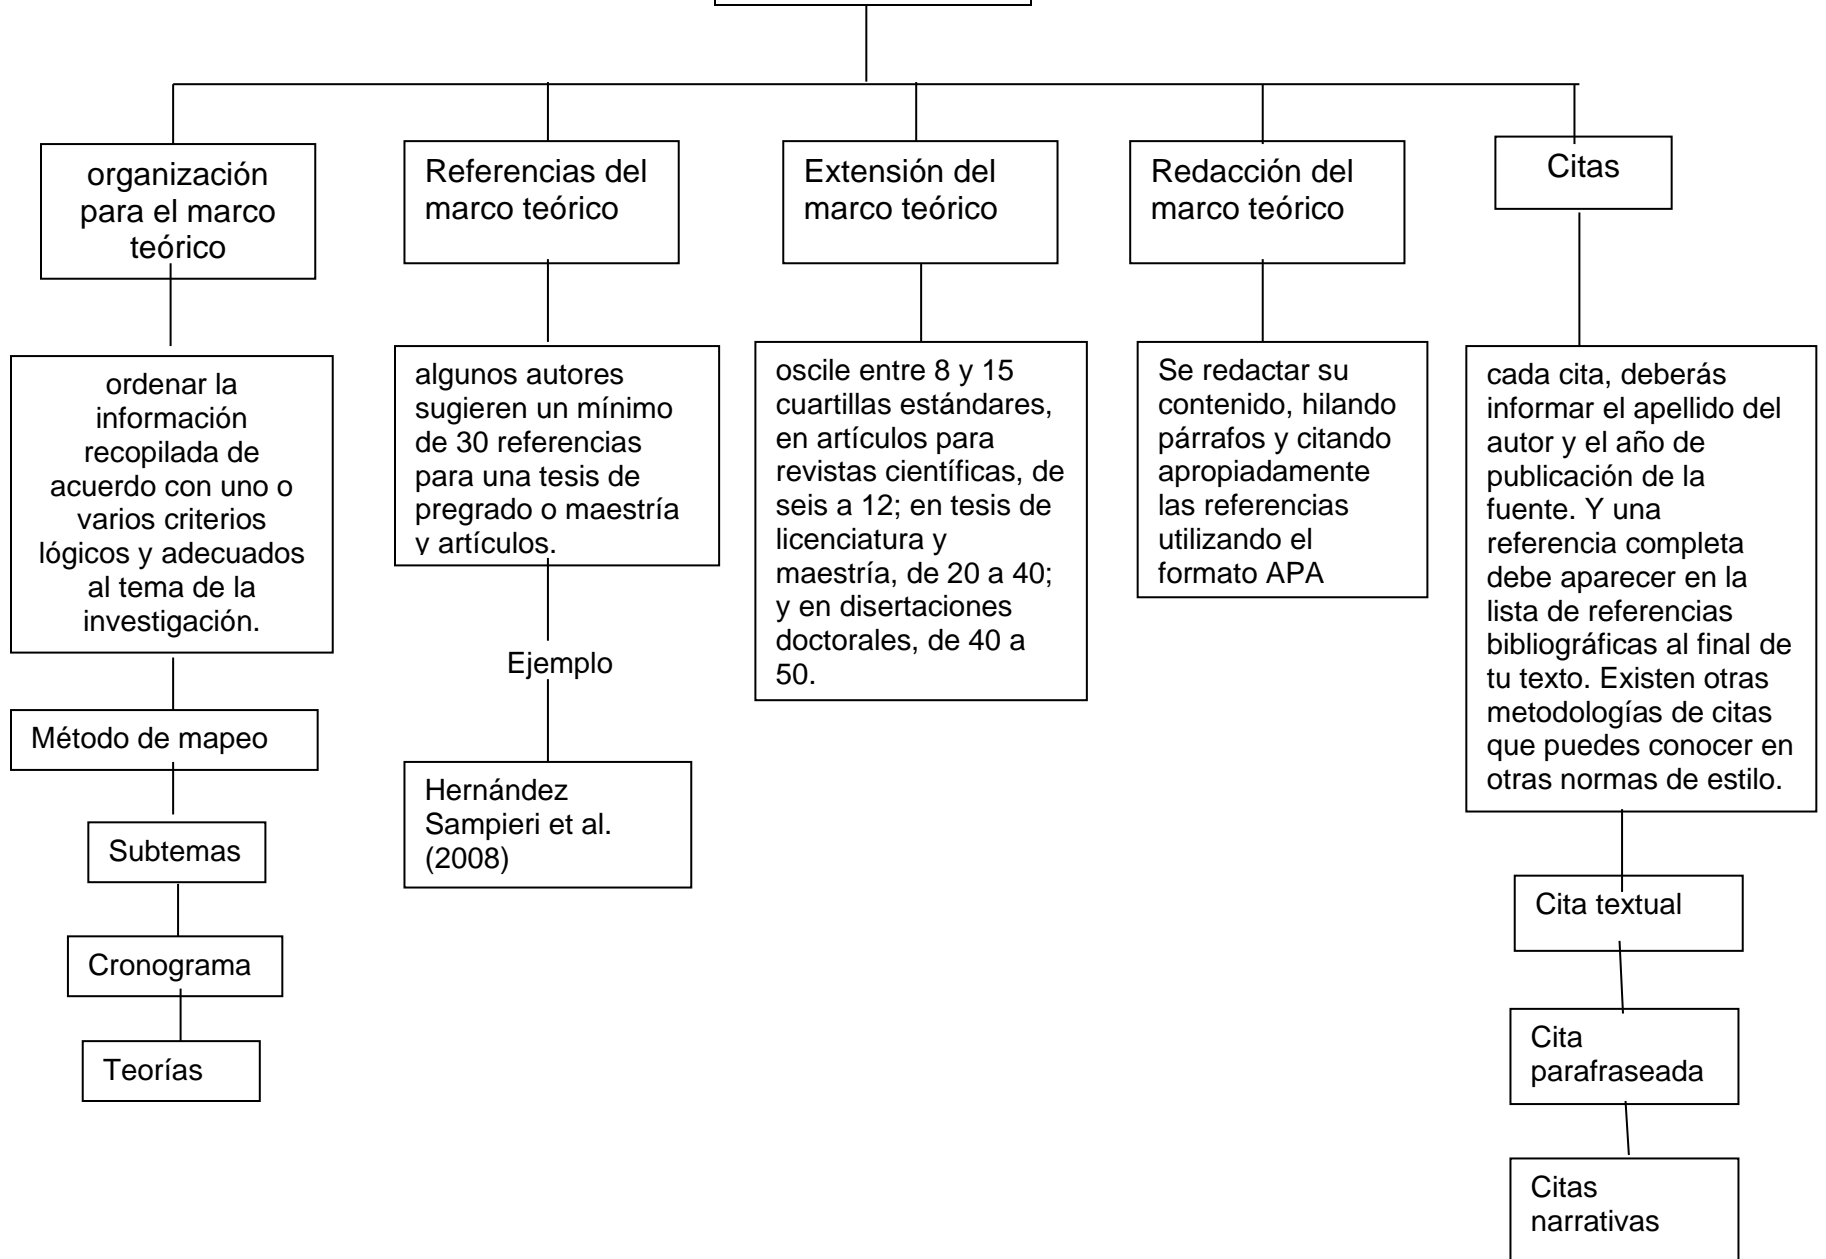 organización
para el marco
teórico
ordenar la
información
recopilada de
acuerdo con uno o
varios criterios
lógicos y adecuados
al tema de la
investigación.
Método de mapeo
Subtemas
Cronograma
Teorías
Referencias del
marco teórico
algunos autores
sugieren un mínimo
de 30 referencias
para una tesis de
pregrado o maestría
y artículos.
Ejemplo
Hernández
Sampieri et al.
(2008)
Extensión del
marco teórico
oscile entre 8 y 15
cuartillas estándares,
en artículos para
revistas científicas, de
seis a 12; en tesis de
licenciatura y
maestría, de 20 a 40;
y en disertaciones
doctorales, de 40 a
50.
Redacción del
marco teórico
Se redactar su
contenido, hilando
párrafos y citando
apropiadamente
las referencias
utilizando el
formato APA
Citas
cada cita, deberás
informar el apellido del
autor y el año de
publicación de la
fuente. Y una
referencia completa
debe aparecer en la
lista de referencias
bibliográficas al final de
tu texto. Existen otras
metodologías de citas
que puedes conocer en
otras normas de estilo.
Cita textual
Cita
parafraseada
Citas
narrativas